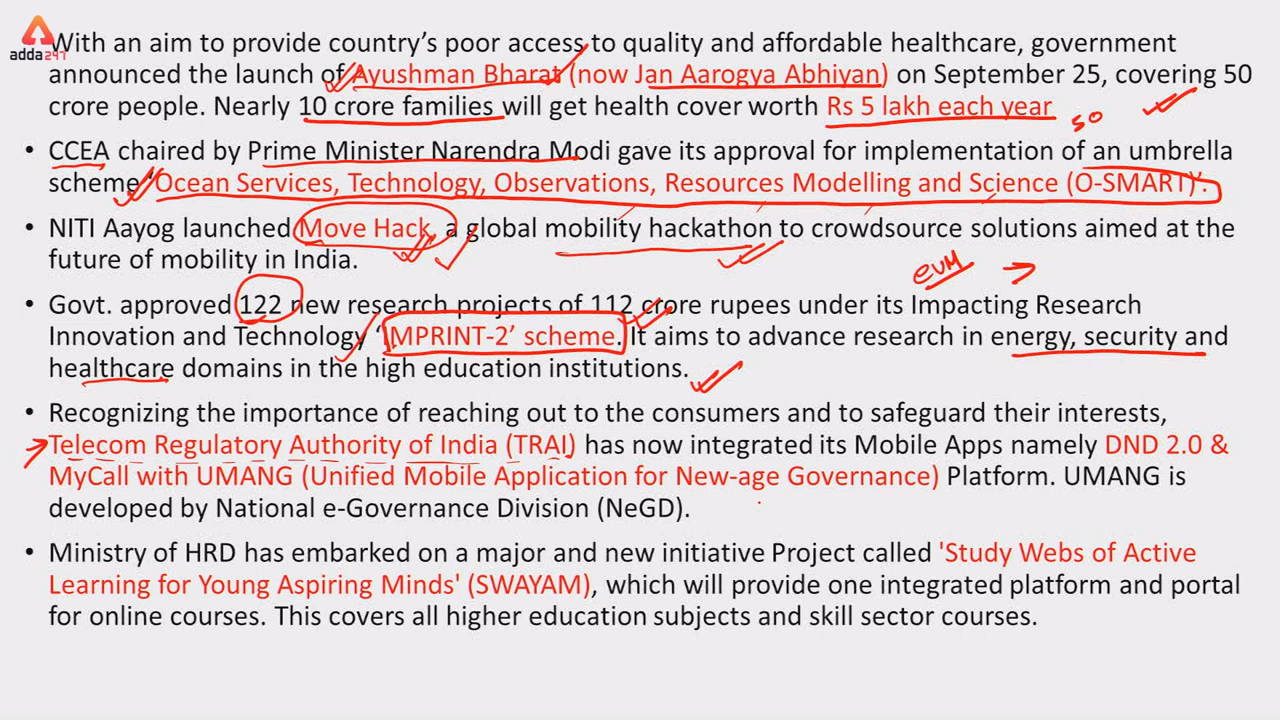 adda247
With an aim to provide country's poor access to quality and affordable healthcare, government
announced the launch of Ayushman Bharat (now Jan Aarogya Abhiyan) on September 25, covering 50
crore people. Nearly 10 crore families will get health cover worth Rs 5 lakh each year
50
• CCEA chaired by Prime Minister Narendra Modi gave its approval for implementation of an umbrella
scheme 'Ocean Services, Technology, Observations, Resources Modelling and Science (O-SMART)'.
• NITI Aayog launched Move Hack, a global mobility hackathon to crowdsource solutions aimed at the
future of mobility in India.
EVM
• Govt. approved 122 new research projects of 112 crore rupees under its Impacting Research
Innovation and Technology 'IMPRINT-2' scheme. It aims to advance research in energy, security and
healthcare domains in the high education institutions.
• Recognizing the importance of reaching out to the consumers and to safeguard their interests,
Telecom Regulatory Authority of India (TRAI) has now integrated its Mobile Apps namely DND 2.0 &
MyCall with UMANG (Unified Mobile Application for New-age Governance) Platform. UMANG is
developed by National e-Governance Division (NeGD).
• Ministry of HRD has embarked on a major and new initiative Project called 'Study Webs of Active
Learning for Young Aspiring Minds' (SWAYAM), which will provide one integrated platform and portal
for online courses. This covers all higher education subjects and skill sector courses.